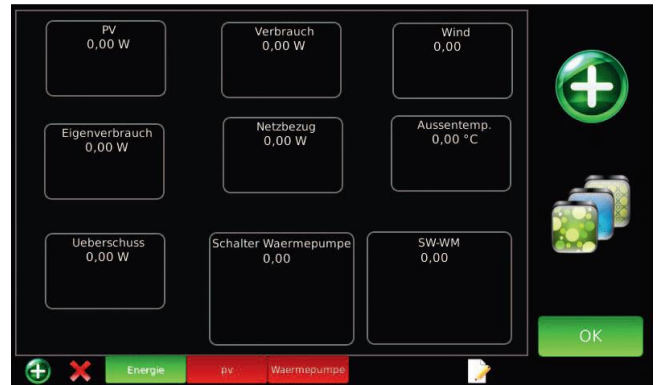 PV
0,00 W
Verbrauch
0,00 W
Wind
0,00
Eigenverbrauch
0,00 W
Netzbezug
0,00 W
Aussentemp.
0,00 °C
Ueberschuss
0,00 W
Schalter Waermepumpe
0,00
SW-WM
0,00
OK
Energie
pv
Waermepumpe